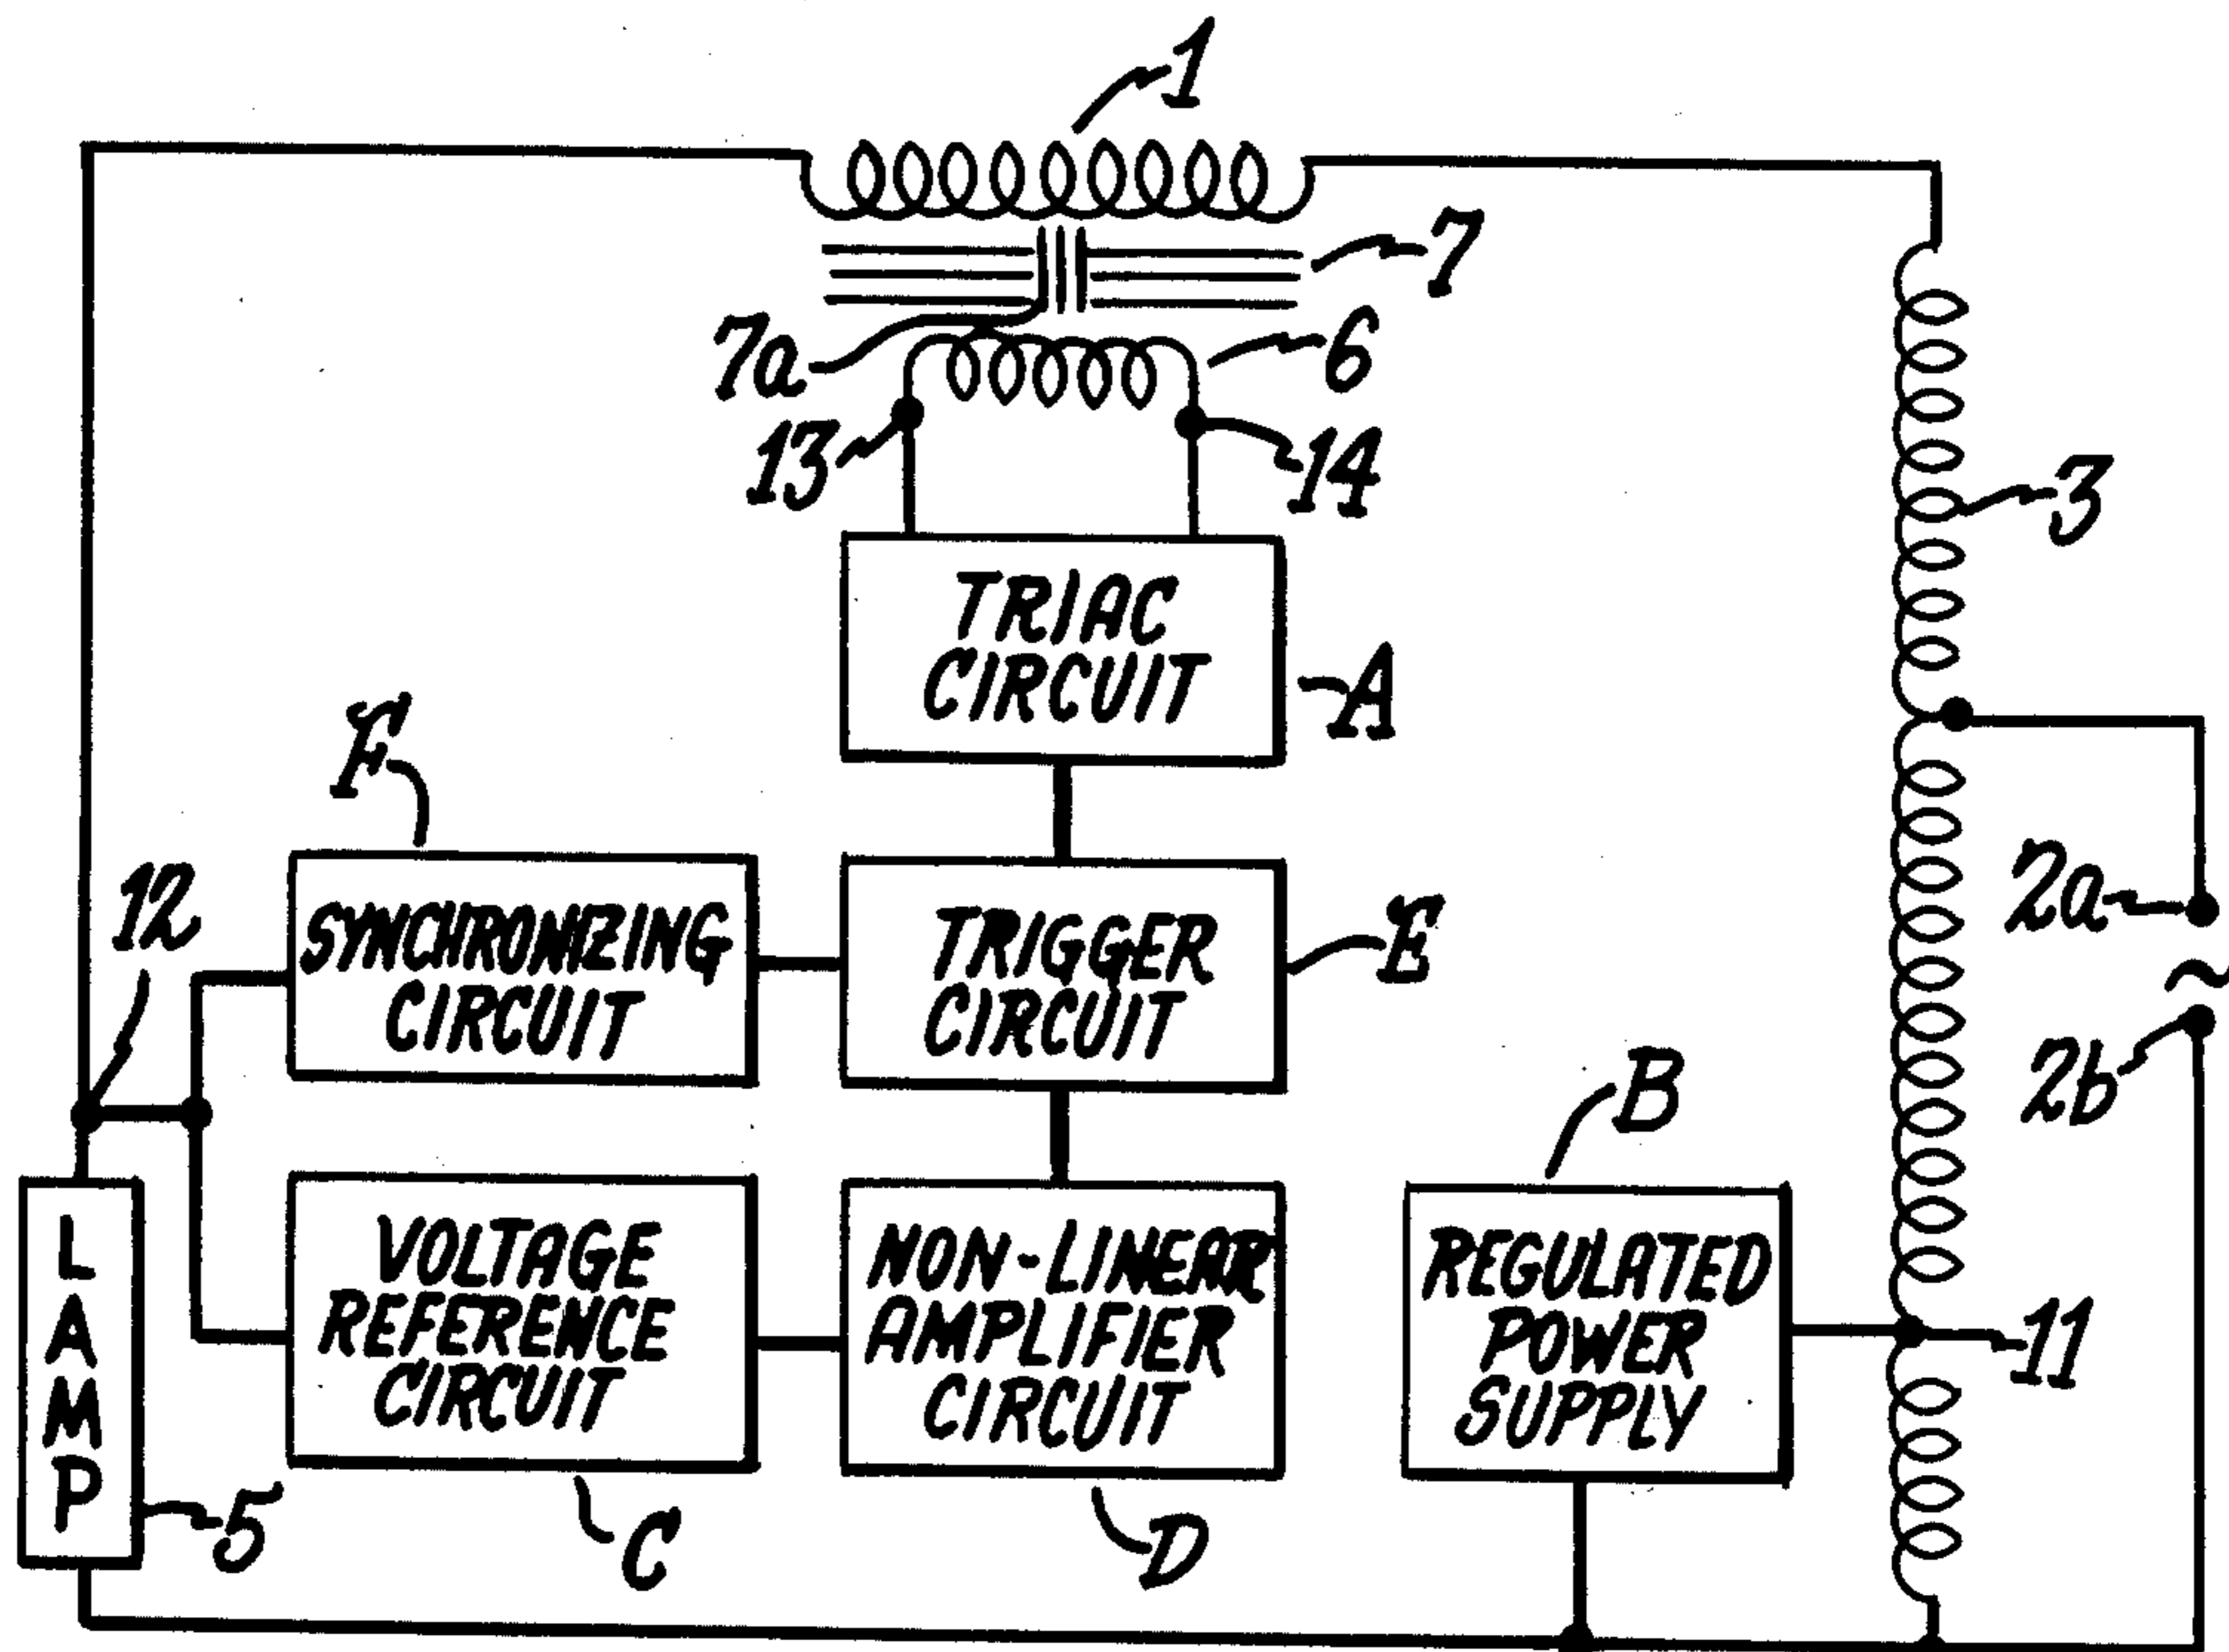 1
7
7a
6
13
14
3
TRIAC
CIRCUIT
A
F
12
SYNCHRONIZING
CIRCUIT
TRIGGER
CIRCUIT
E
2a
~
2b
B
LAMP
VOLTAGE
REFERENCE
CIRCUIT
NON-LINEAR
AMPLIFIER
CIRCUIT
REGULATED
POWER
SUPPLY
11
5
C
D